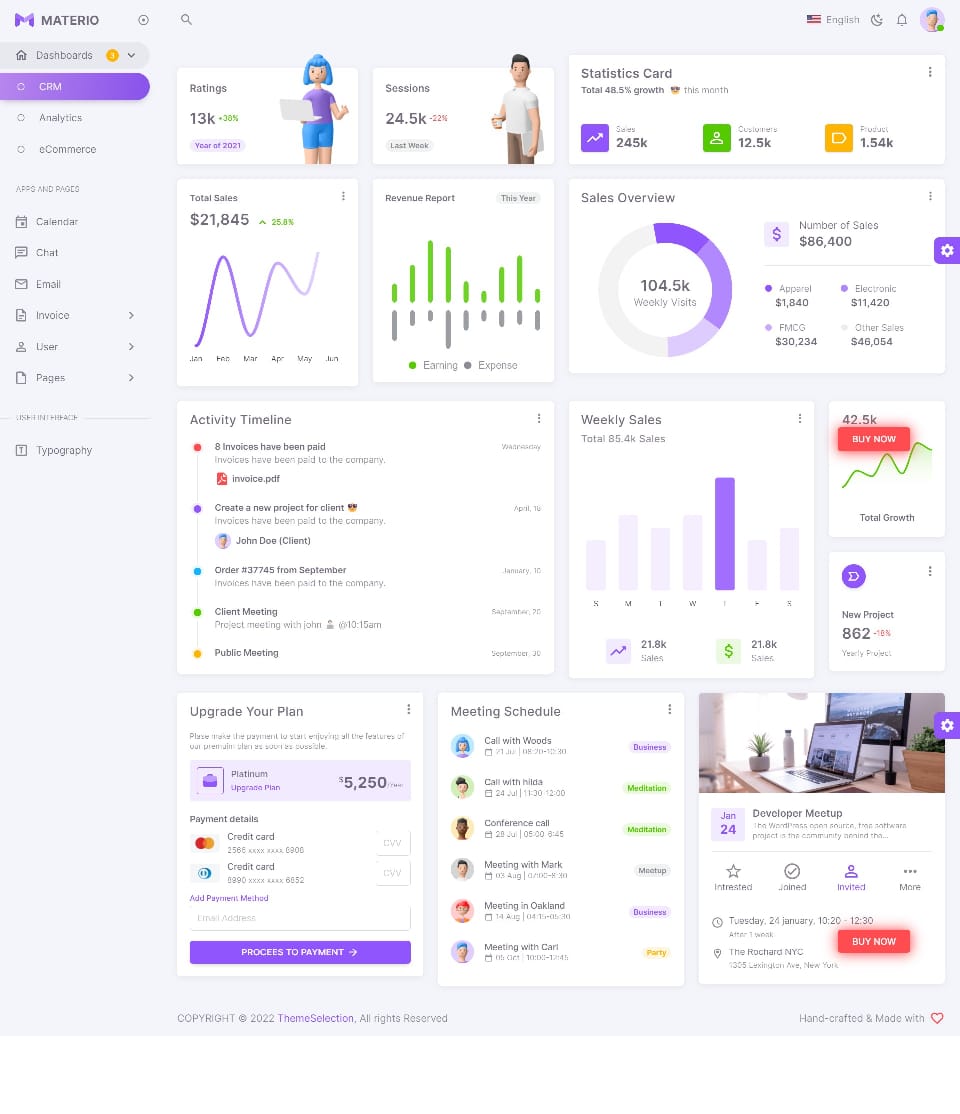 MATERIO
English
Dashboards 3
CRM
Analytics
eCommerce
APPS AND PAGES
Calendar
Chat
Email
Invoice
User
Pages
USER INTERFACE
Typography
Ratings
13k +38%
Year of 2021
Sessions
24.5k -22%
Last Week
Statistics Card
Total 48.5% growth 😎 this month
Sales
245k
Customers
12.5k
Product
1.54k
Total Sales
$21,845 25.8%
Jan Feb Mar Apr May Jun
Revenue Report This Year
Earning Expense
Sales Overview
104.5k
Weekly Visits
Number of Sales
$86,400
Apparel
$1,840
Electronic
$11,420
FMCG
$30,234
Other Sales
$46,054
Activity Timeline
8 Invoices have been paid Wednesday
Invoices have been paid to the company.
invoice.pdf
Create a new project for client 😎 April, 18
Invoices have been paid to the company.
John Doe (Client)
Order #37745 from September January, 10
Invoices have been paid to the company.
Client Meeting September, 20
Project meeting with john @10:15am
Public Meeting September, 30
Weekly Sales
Total 85.4k Sales
S M T W T F S
21.8k
Sales
21.8k
Sales
42.5k
BUY NOW
Total Growth
New Project
862 -18%
Yearly Project
Upgrade Your Plan
Plase make the payment to start enjoying all the features of
our premuim plan as soon as possible.
Platinum
Upgrade Plan
$5,250/Year
Payment details
Credit card
2566 xxxx xxxx 8908
CVV
Credit card
8990 xxxx xxxx 6852
CVV
Add Payment Method
Email Address
PROCEES TO PAYMENT →
Meeting Schedule
Call with Woods
21 Jul | 08:20-10:30
Business
Call with hilda
24 Jul | 11:30-12:00
Meditation
Conference call
28 Jul | 05:00-6:45
Meditation
Meeting with Mark
03 Aug | 07:00-8:30
Meetup
Meeting in Oakland
14 Aug | 04:15-05:30
Business
Meeting with Carl
05 Oct | 10:00-12:45
Party
Jan
24
Developer Meetup
The WordPress open source, free software
project is the community behind the...
Intrested
Joined
Invited
More
Tuesday, 24 january, 10:20 - 12:30
After 1 week
BUY NOW
The Rochard NYC
1305 Lexington Ave, New York
COPYRIGHT © 2022 ThemeSelection, All rights Reserved
Hand-crafted & Made with